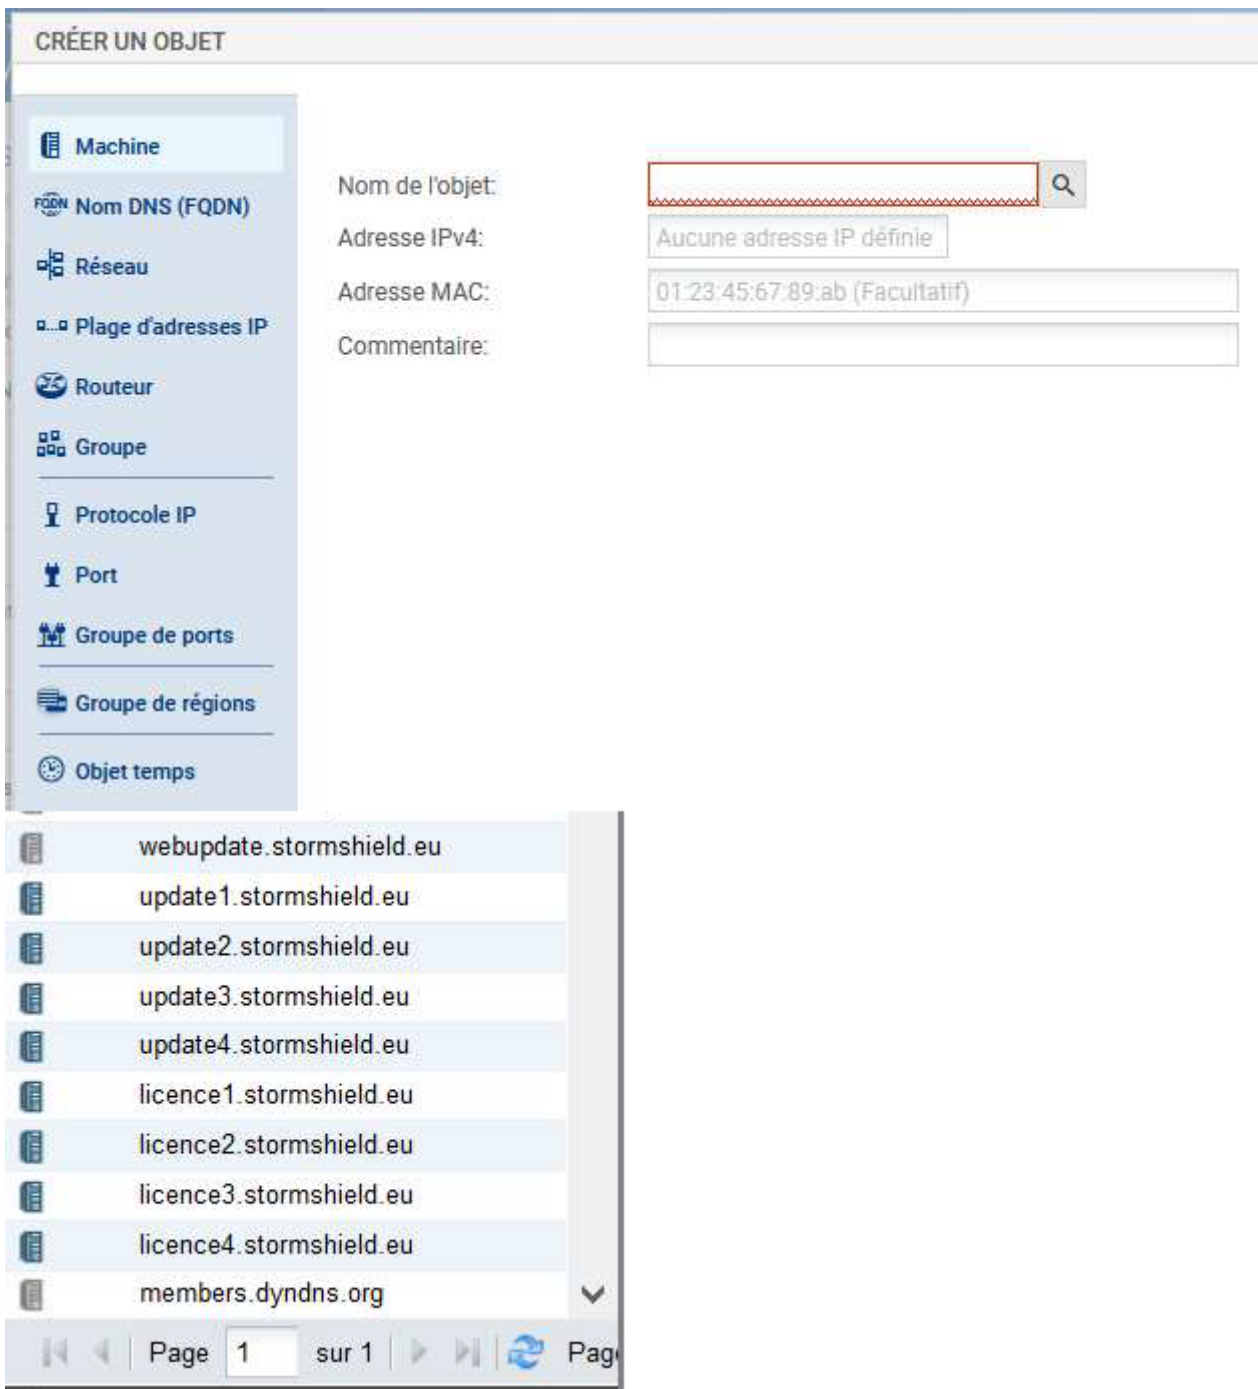 CRÉER UN OBJET
Machine
FQDN Nom DNS (FQDN)
Réseau
Plage d'adresses IP
Routeur
Groupe
Protocole IP
Port
Groupe de ports
Groupe de régions
Objet temps
Nom de l'objet:
Adresse IPv4: Aucune adresse IP définie
Adresse MAC: 01:23:45:67:89:ab (Facultatif)
Commentaire:
webupdate.stormshield.eu
update1.stormshield.eu
update2.stormshield.eu
update3.stormshield.eu
update4.stormshield.eu
licence1.stormshield.eu
licence2.stormshield.eu
licence3.stormshield.eu
licence4.stormshield.eu
members.dyndns.org
Page 1 sur 1